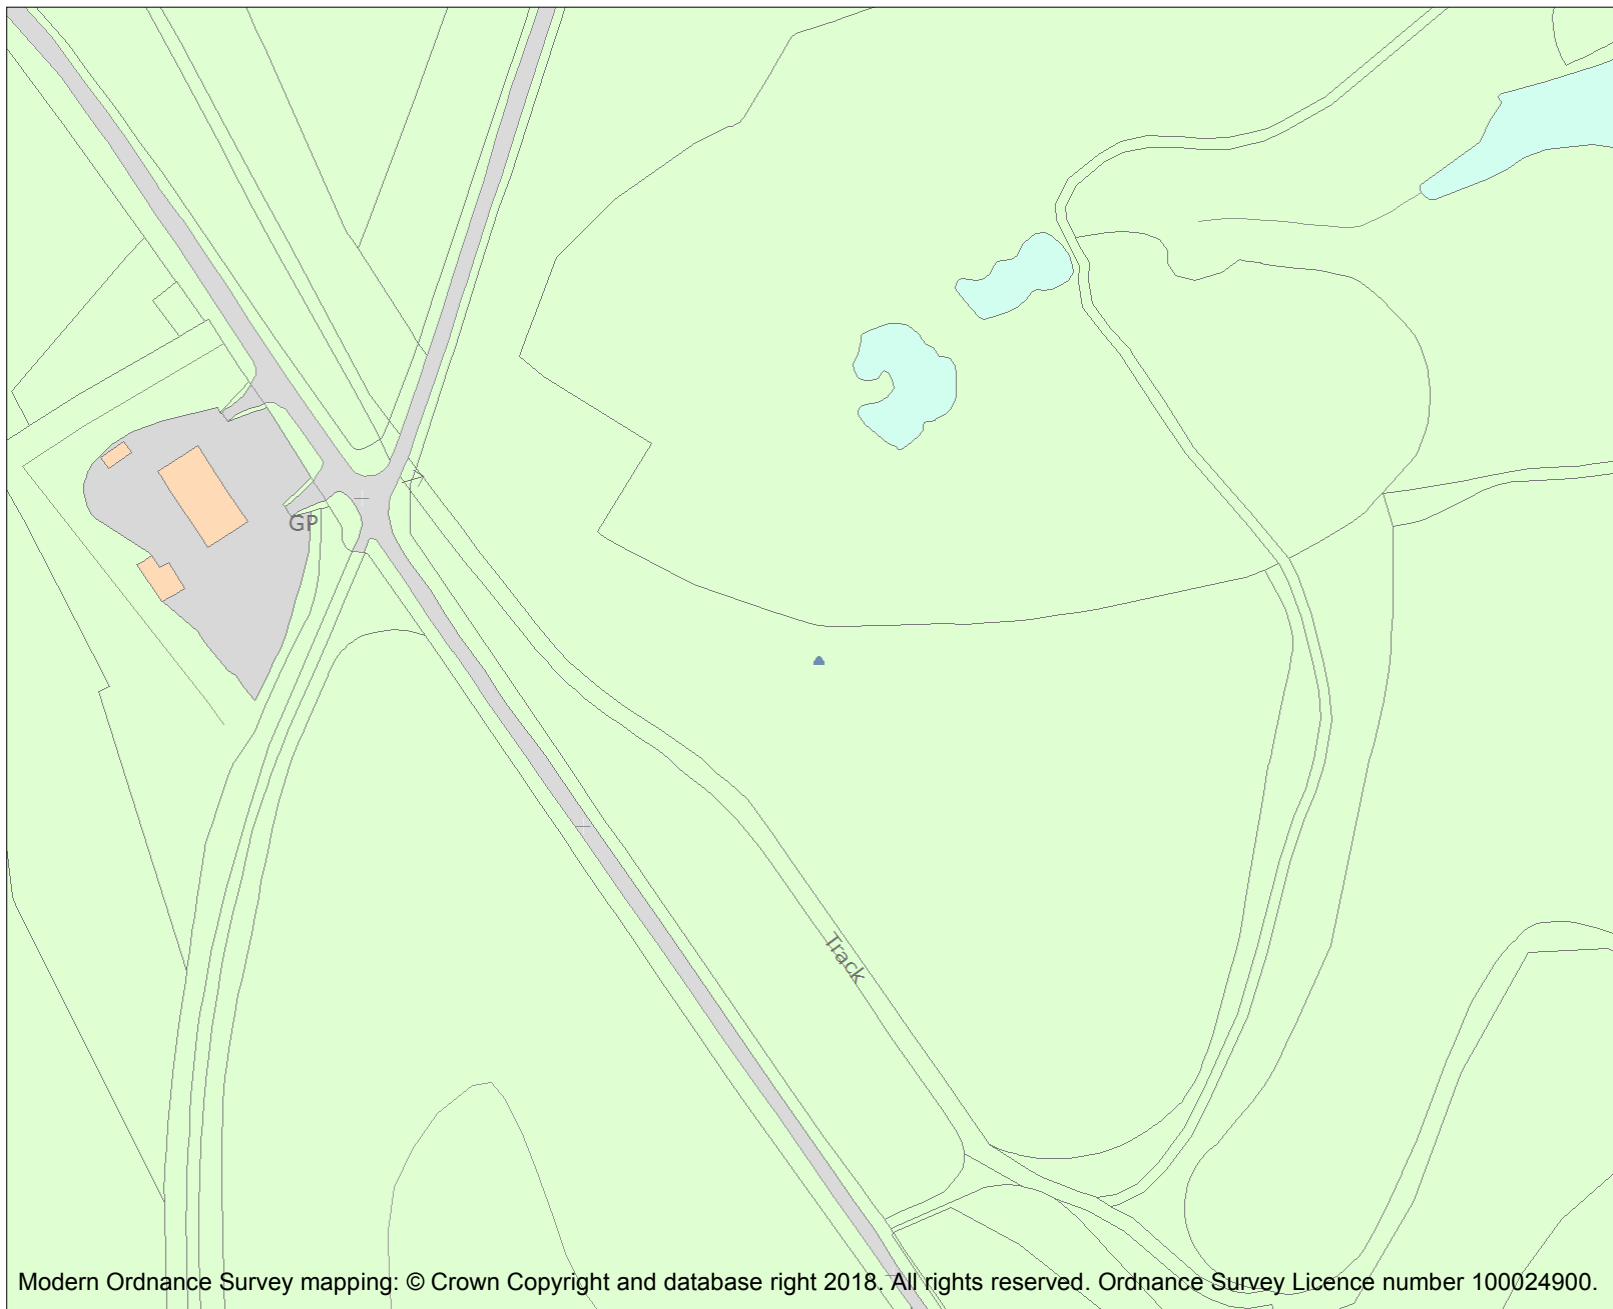 GP
Track
Modern Ordnance Survey mapping: © Crown Copyright and database right 2018. All rights reserved. Ordnance Survey Licence number 100024900.